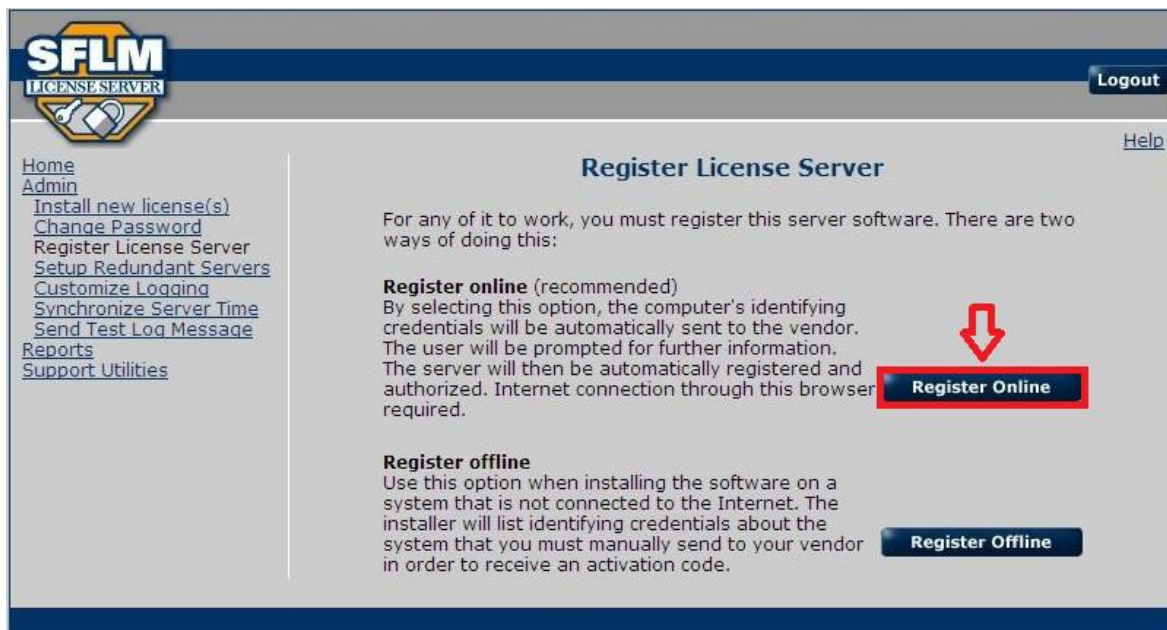 SFLM
LICENSE SERVER
Logout
Help
Home
Admin
Install new license(s)
Change Password
Register License Server
Setup Redundant Servers
Customize Logging
Synchronize Server Time
Send Test Log Message
Reports
Support Utilities
Register License Server
For any of it to work, you must register this server software. There are two
ways of doing this:
Register online (recommended)
By selecting this option, the computer's identifying
credentials will be automatically sent to the vendor.
The user will be prompted for further information.
The server will then be automatically registered and
authorized. Internet connection through this browser
required.
Register Online
Register offline
Use this option when installing the software on a
system that is not connected to the Internet. The
installer will list identifying credentials about the
system that you must manually send to your vendor
in order to receive an activation code.
Register Offline